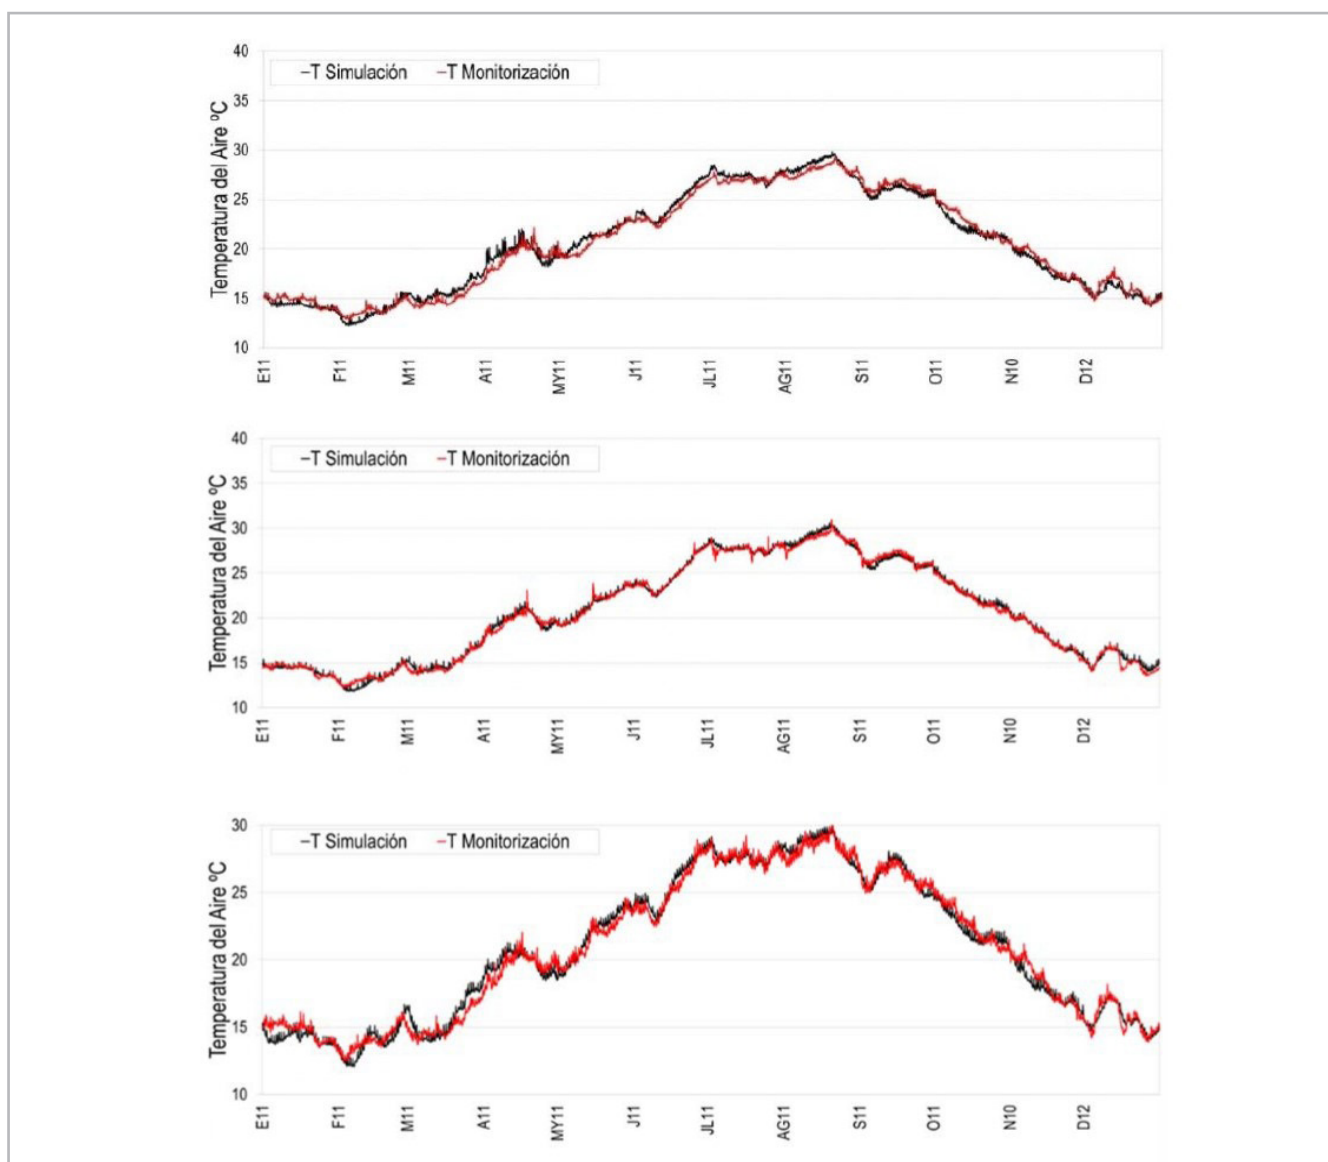 40
−T Simulación −T Monitorización
35
30
25
20
15
10
Temperatura del Aire ºC
E11 F11 M11 A11 MY11 J11 JL11 AG11 S11 O11 N10 D12
40
−T Simulación −T Monitorización
35
30
25
20
15
10
Temperatura del Aire ºC
E11 F11 M11 A11 MY11 J11 JL11 AG11 S11 O11 N10 D12
30
−T Simulación −T Monitorización
25
20
15
10
Temperatura del Aire ºC
E11 F11 M11 A11 MY11 J11 JL11 AG11 S11 O11 N10 D12